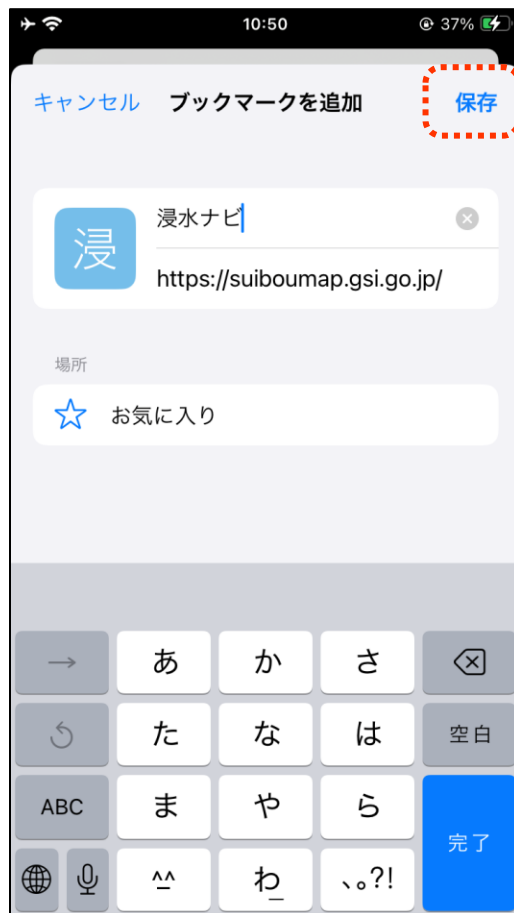 10:50
37%
キャンセル ブックマークを追加 保存
浸
浸水ナビ
https://suiboumap.gsi.go.jp/
場所
お気に入り
→ あ か さ
た な は 空白
ABC ま や ら
完了
^^ わ_ 、。?!